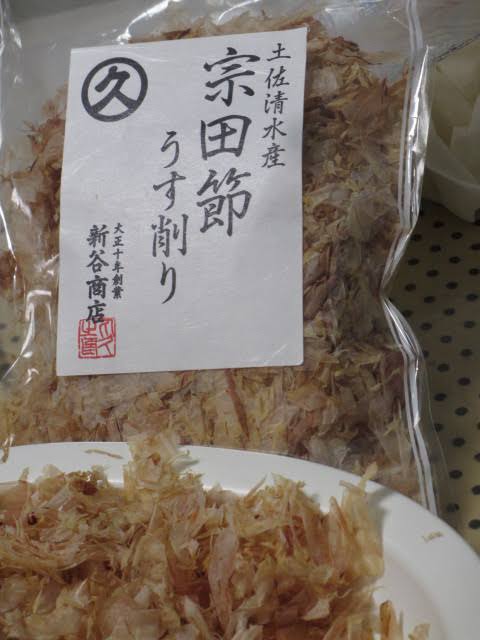 土佐清水産
宗田節
うす削り
久
大正十年創業
新谷商店